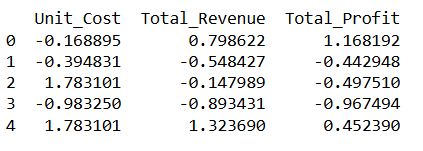 Unit_Cost Total_Revenue Total_Profit
0 -0.168895 0.798622 1.168192
1 -0.394831 -0.548427 -0.442948
2 1.783101 -0.147989 -0.497510
3 -0.983250 -0.893431 -0.967494
4 1.783101 1.323690 0.452390